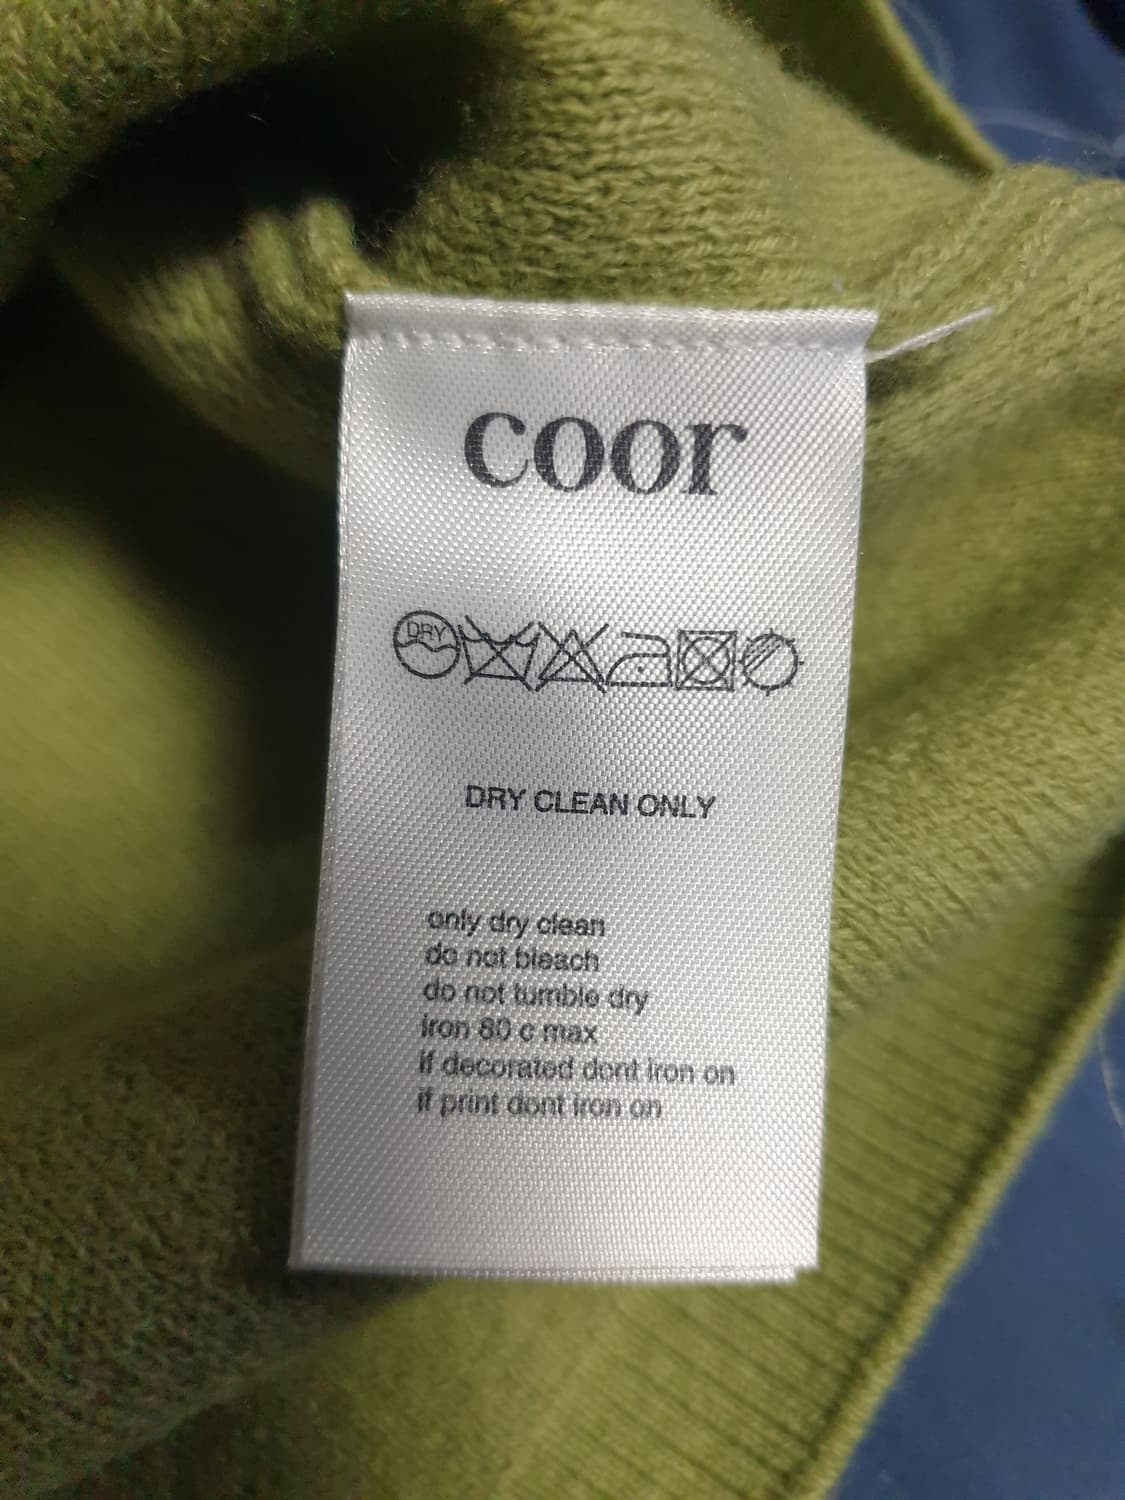 coor
DRY
DRY CLEAN ONLY
only dry clean
do not bleach
do not tumble dry
iron 80 c max
if decorated dont iron on
if print dont iron on